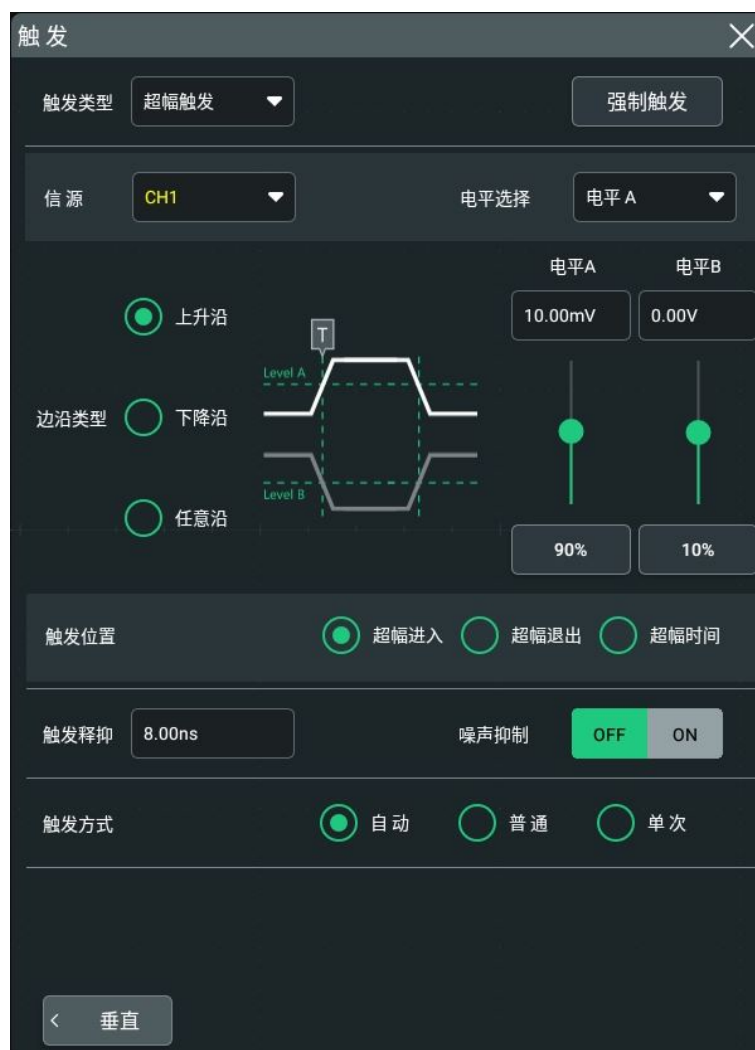 触发
触发类型 超幅触发 强制触发
信源 CH1 电平选择 电平 A
电平A 电平B
上升沿 10.00mV 0.00V
T
Level A
边沿类型 下降沿
Level B
任意沿
90% 10%
触发位置 超幅进入 超幅退出 超幅时间
触发释抑 8.00ns 噪声抑制 OFF ON
触发方式 自动 普通 单次
< 垂直